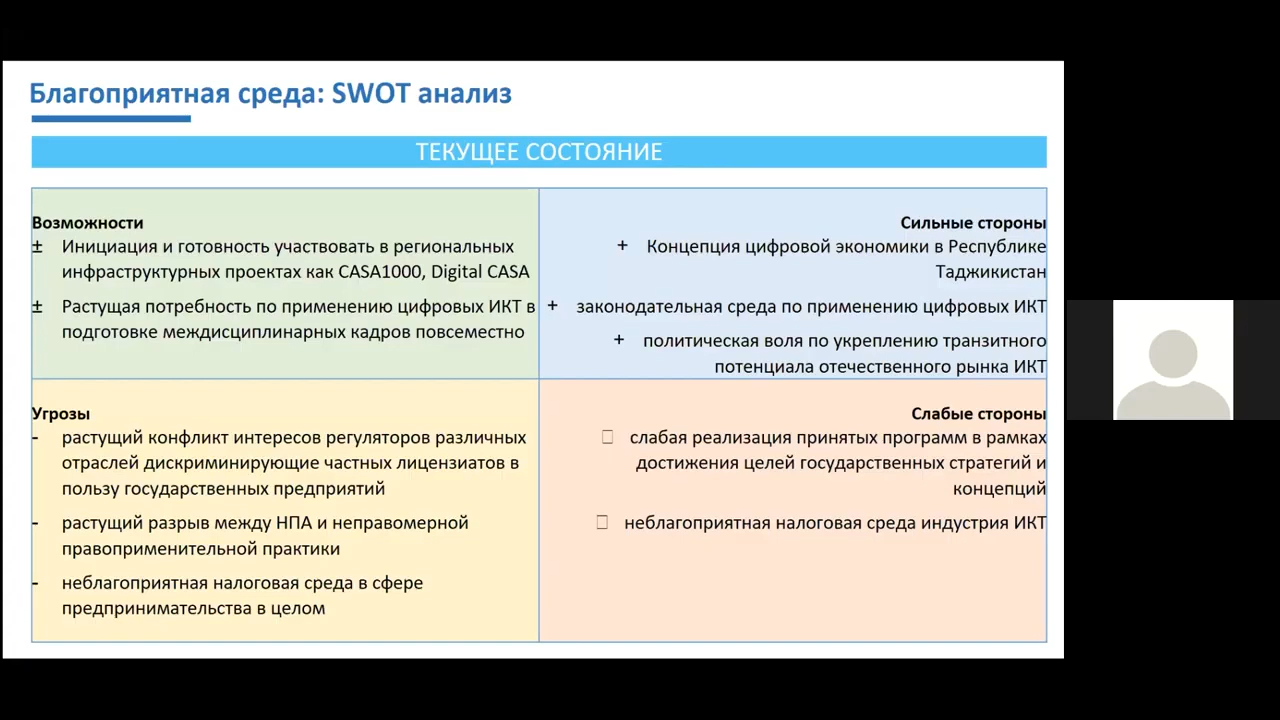 Благоприятная среда: SWOT анализ
ТЕКУЩЕЕ СОСТОЯНИЕ
Возможности
± Инициация и готовность участвовать в региональных
инфраструктурных проектах как CASA1000, Digital CASA
± Растущая потребность по применению цифровых ИКТ в
подготовке междисциплинарных кадров повсеместно
Сильные стороны
+ Концепция цифровой экономики в Республике
Таджикистан
+ законодательная среда по применению цифровых ИКТ
+ политическая воля по укреплению транзитного
потенциала отечественного рынка ИКТ
Угрозы
- растущий конфликт интересов регуляторов различных
отраслей дискриминирующие частных лицензиатов в
пользу государственных предприятий
- растущий разрыв между НПА и неправомерной
правоприменительной практики
- неблагоприятная налоговая среда в сфере
предпринимательства в целом
Слабые стороны
слабая реализация принятых программ в рамках
достижения целей государственных стратегий и
концепций
неблагоприятная налоговая среда индустрия ИКТ